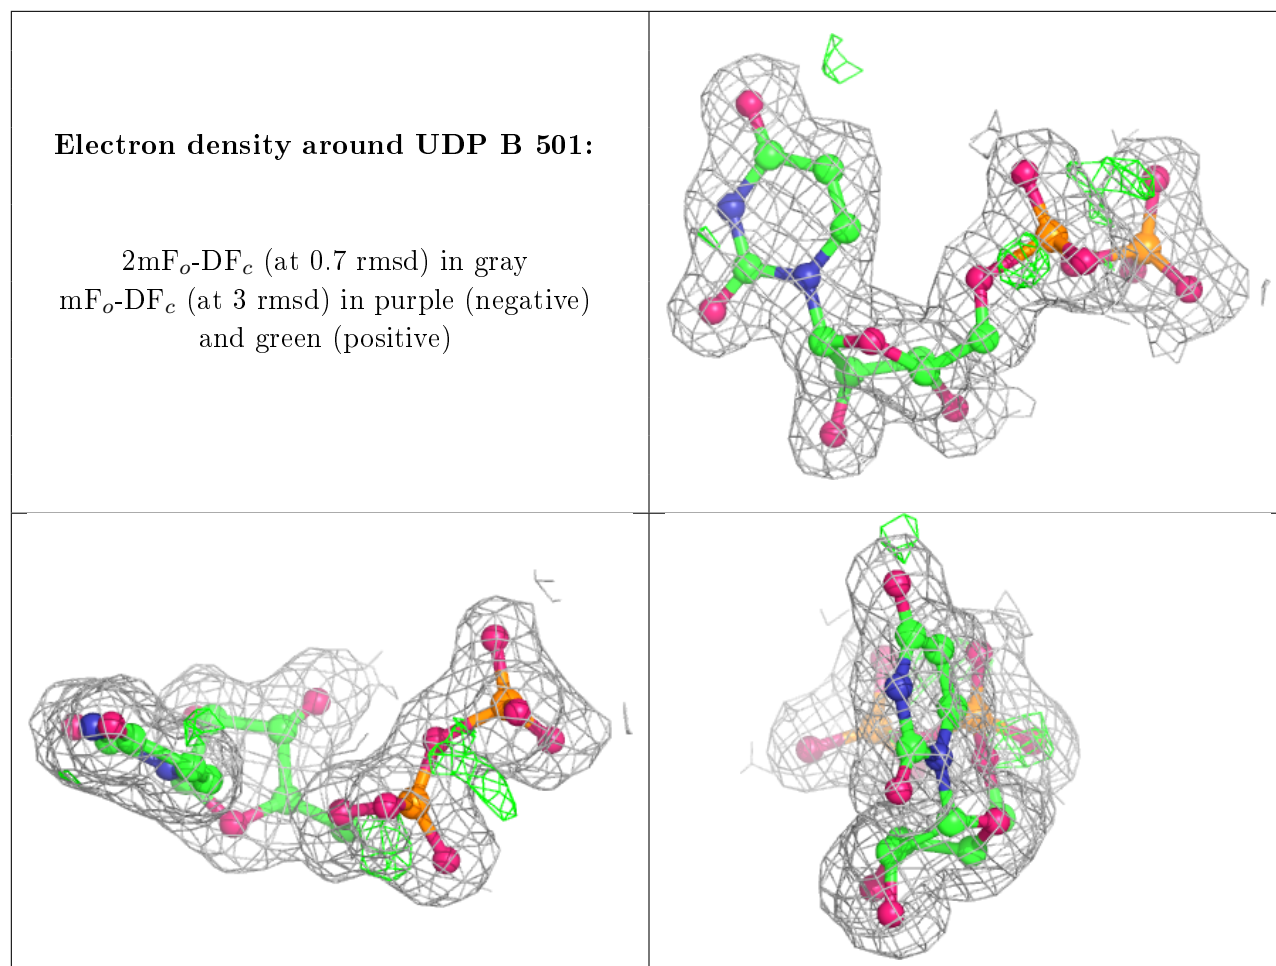 Electron density around UDP B 501:
2mFo-DFc (at 0.7 rmsd) in gray
mFo-DFc (at 3 rmsd) in purple (negative)
and green (positive)